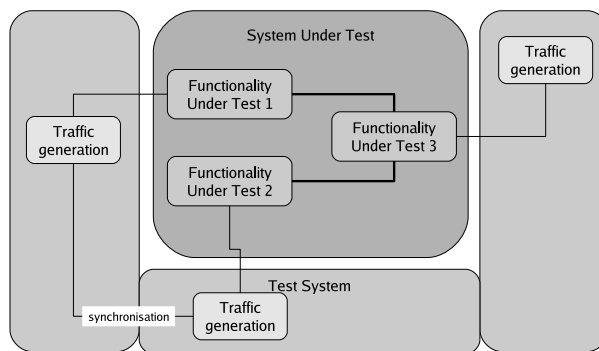 System Under Test
Traffic
generation
Functionality
Under Test 1
Traffic
generation
Functionality
Under Test 3
Functionality
Under Test 2
Test System
Traffic
generation
synchronisation